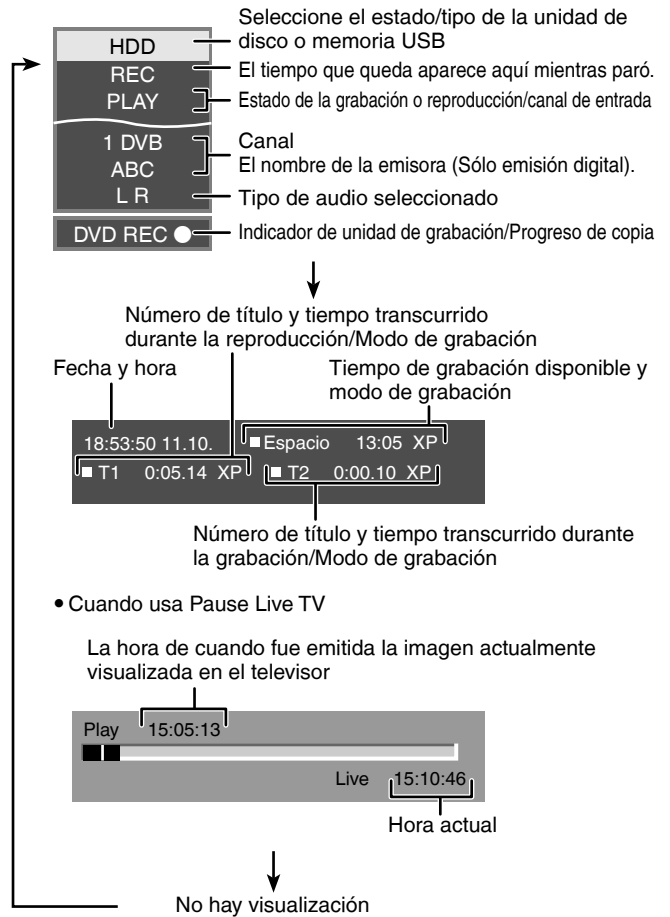 Seleccione el estado/tipo de la unidad de
disco o memoria USB
HDD
REC
El tiempo que queda aparece aquí mientras paró.
PLAY
Estado de la grabación o reproducción/canal de entrada
1 DVB
Canal
ABC
El nombre de la emisora (Sólo emisión digital).
L R
Tipo de audio seleccionado
DVD REC ●
Indicador de unidad de grabación/Progreso de copia
Número de título y tiempo transcurrido
durante la reproducción/Modo de grabación
Fecha y hora
Tiempo de grabación disponible y
modo de grabación
18:53:50 11.10.
Espacio 13:05 XP
T1 0:05.14 XP
T2 0:00.10 XP
Número de título y tiempo transcurrido durante
la grabación/Modo de grabación
• Cuando usa Pause Live TV
La hora de cuando fue emitida la imagen actualmente
visualizada en el televisor
Play 15:05:13
Live 15:10:46
Hora actual
No hay visualización